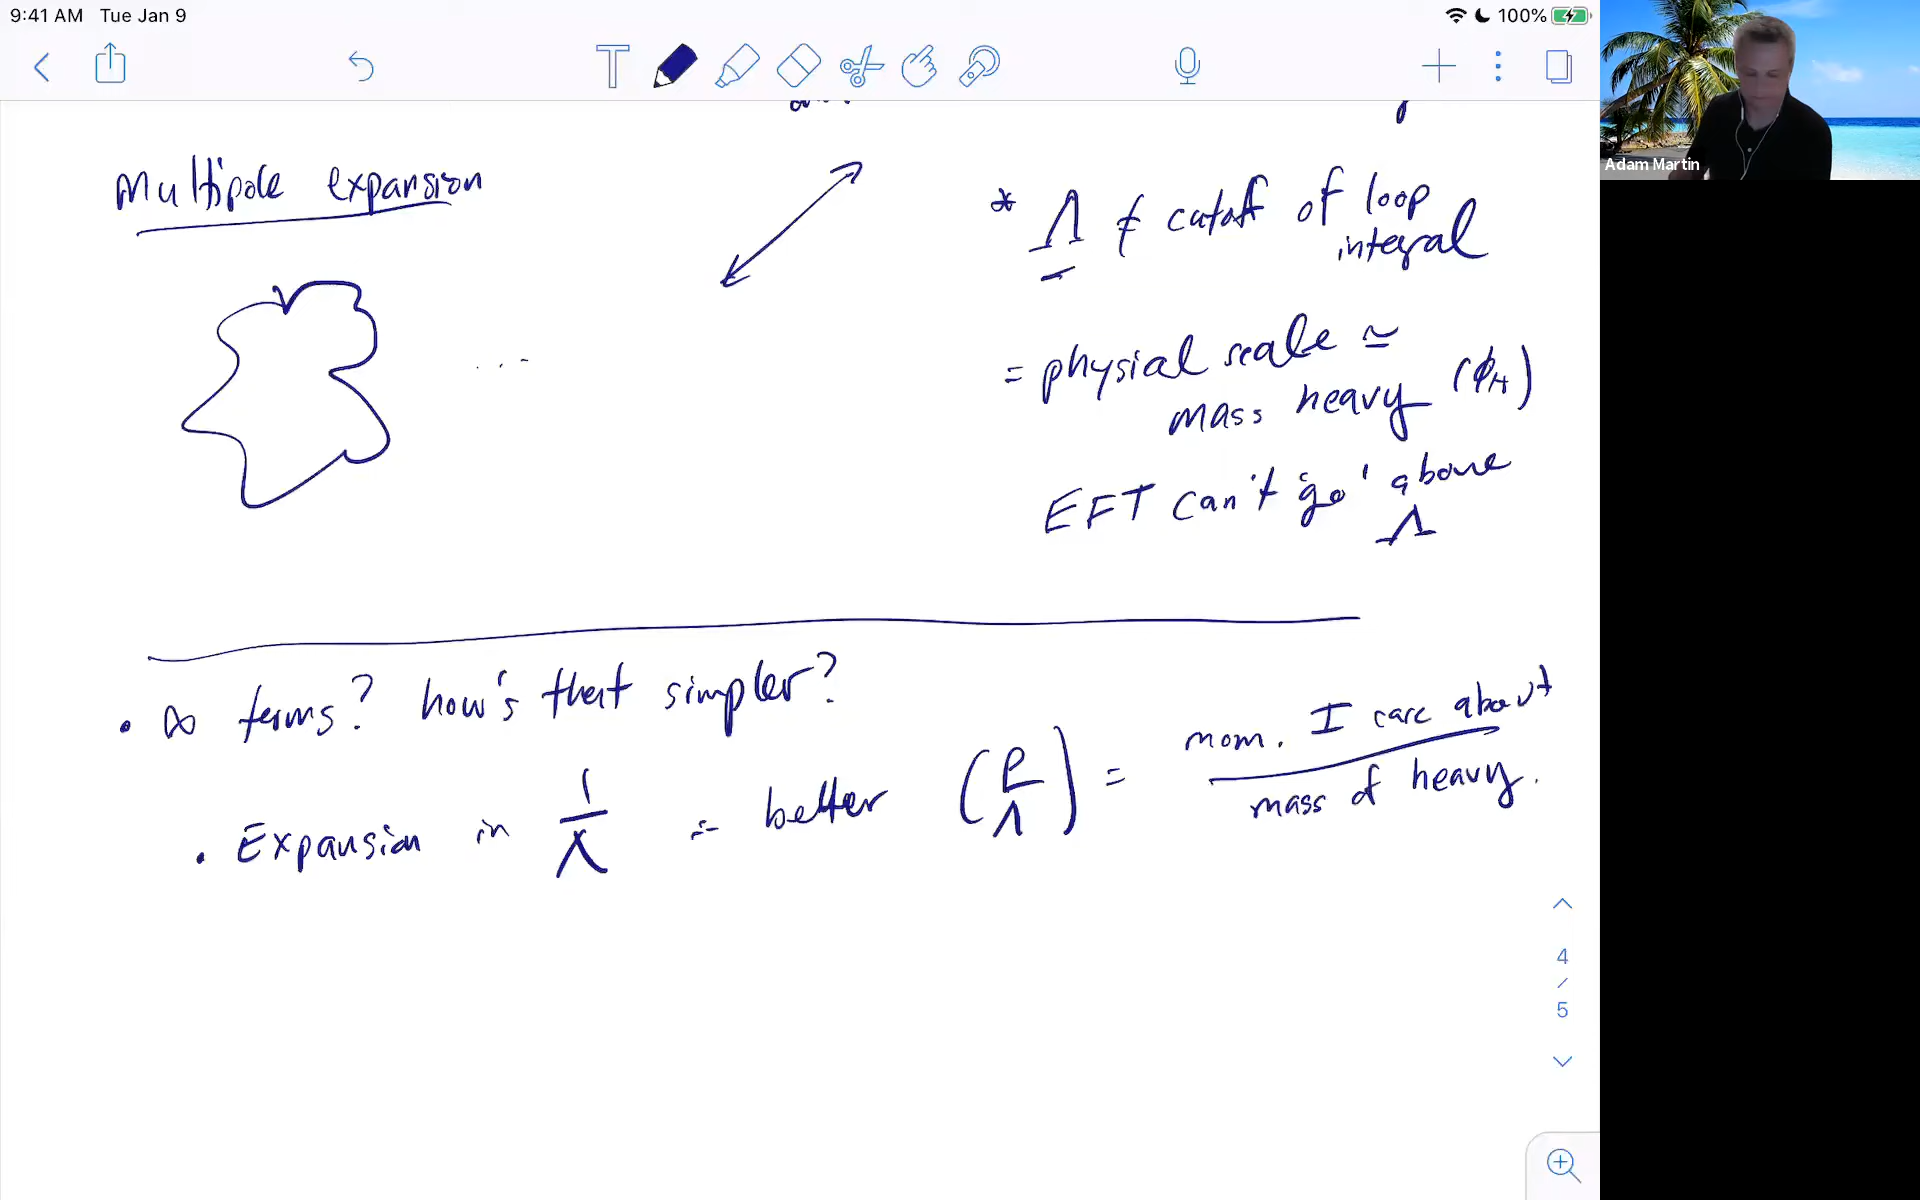 9:41 AM Tue Jan 9
100%
T
Adam Martin
Multipole expansion
* Λ ≠ cutoff of loop
integral
= physial scale ≃
mass heavy (ϕH)
EFT can't 'go' above
Λ
. . -
• ∞ terms? how's that simpler?
• Expansion in 1/Λ = better (P/Λ) = mom. I care about / mass of heavy.
4
/
5